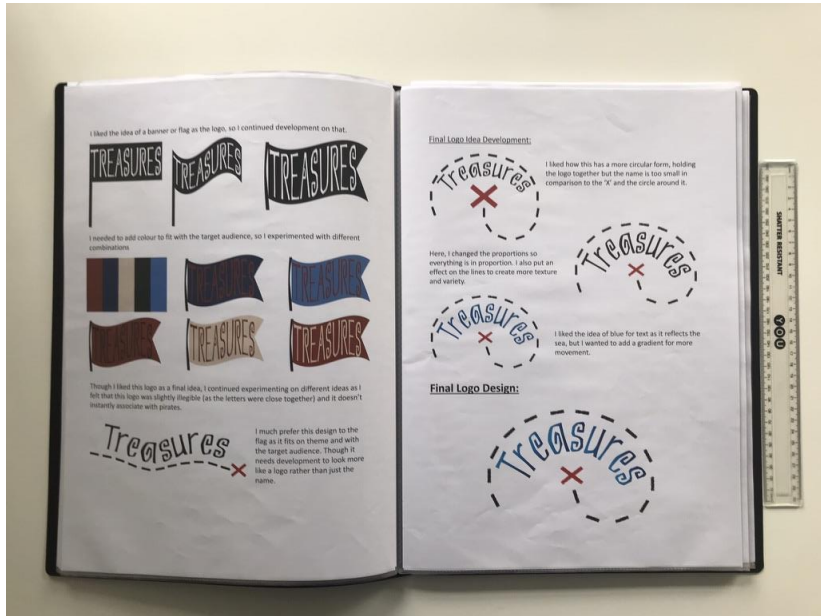 I liked the idea of a banner or flag as the logo, so I continued development on that.
TREASURES
TREASURES
TREASURES
I needed to add colour to fit with the target audience, so I experimented with different
combinations
TREASURES
TREASURES
TREASURES
TREASURES
TREASURES
Though I liked this logo as a final idea, I continued experimenting on different ideas as I
felt that this logo was slightly illegible (as the letters were close together) and it doesn't
instantly associate with pirates.
Treasures
I much prefer this design to the
flag as it fits on theme and with
the target audience. Though it
needs development to look more
like a logo rather than just the
name.
Final Logo Idea Development:
Treasures
I liked how this has a more circular form, holding
the logo together but the name is too small in
comparison to the 'X' and the circle around it.
Here, I changed the proportions so
everything is in proportion. I also put an
effect on the lines to create more texture
and variety.
Treasures
Treasures
I liked the idea of blue for text as it reflects the
sea, but I wanted to add a gradient for more
movement.
Final Logo Design:
Treasures
SHATTER RESISTANT
YOU